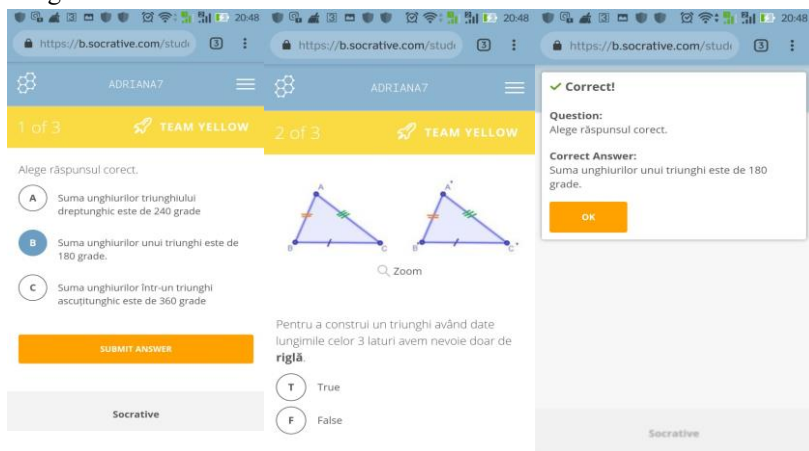 20:48
https://b.socrative.com/stude
3
ADRIANA7
1 of 3
TEAM YELLOW
Alege răspunsul corect.
A
Suma unghiurilor triunghiului
dreptunghic este de 240 grade
B
Suma unghiurilor unui triunghi este de
180 grade.
C
Suma unghiurilor într-un triunghi
ascuțitunghic este de 360 grade
SUBMIT ANSWER
Socrative
20:48
https://b.socrative.com/stude
3
ADRIANA7
2 of 3
TEAM YELLOW
A
B
C
A'
B'
C'
Zoom
Pentru a construi un triunghi având date
lungimile celor 3 laturi avem nevoie doar de
riglă.
T
True
F
False
20:48
https://b.socrative.com/stude
3
Correct!
Question:
Alege răspunsul corect.
Correct Answer:
Suma unghiurilor unui triunghi este de 180
grade.
OK
Socrative